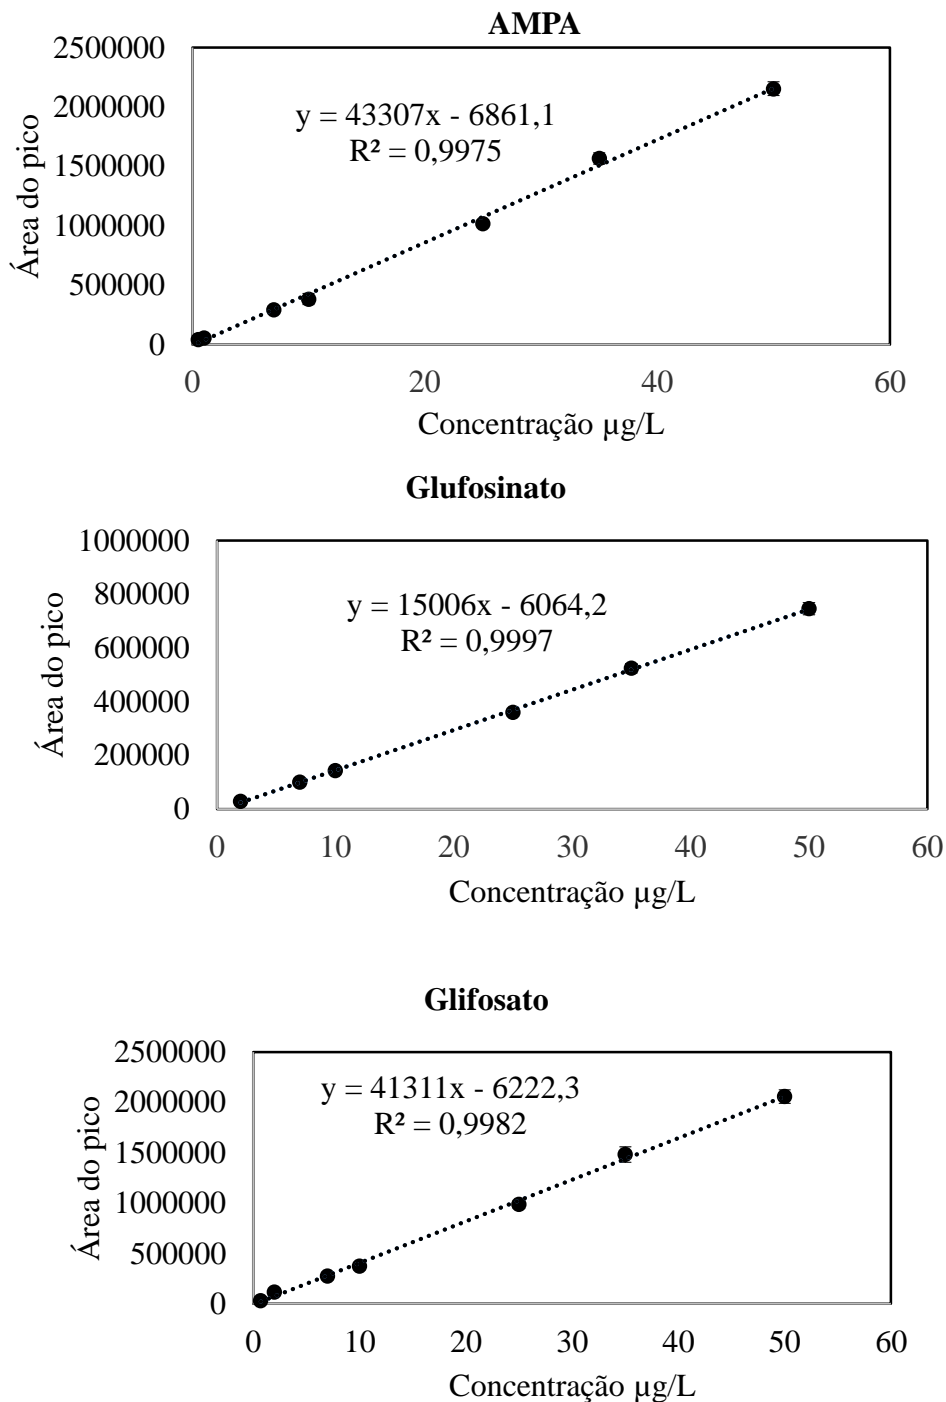 AMPA
2500000
2000000
1500000
1000000
500000
0
y = 43307x - 6861,1
R² = 0,9975
Área do pico
0 20 40 60
Concentração µg/L
Glufosinato
1000000
800000
600000
400000
200000
0
y = 15006x - 6064,2
R² = 0,9997
Área do pico
0 10 20 30 40 50 60
Concentração µg/L
Glifosato
2500000
2000000
1500000
1000000
500000
0
y = 41311x - 6222,3
R² = 0,9982
Área do pico
0 10 20 30 40 50 60
Concentração µg/L